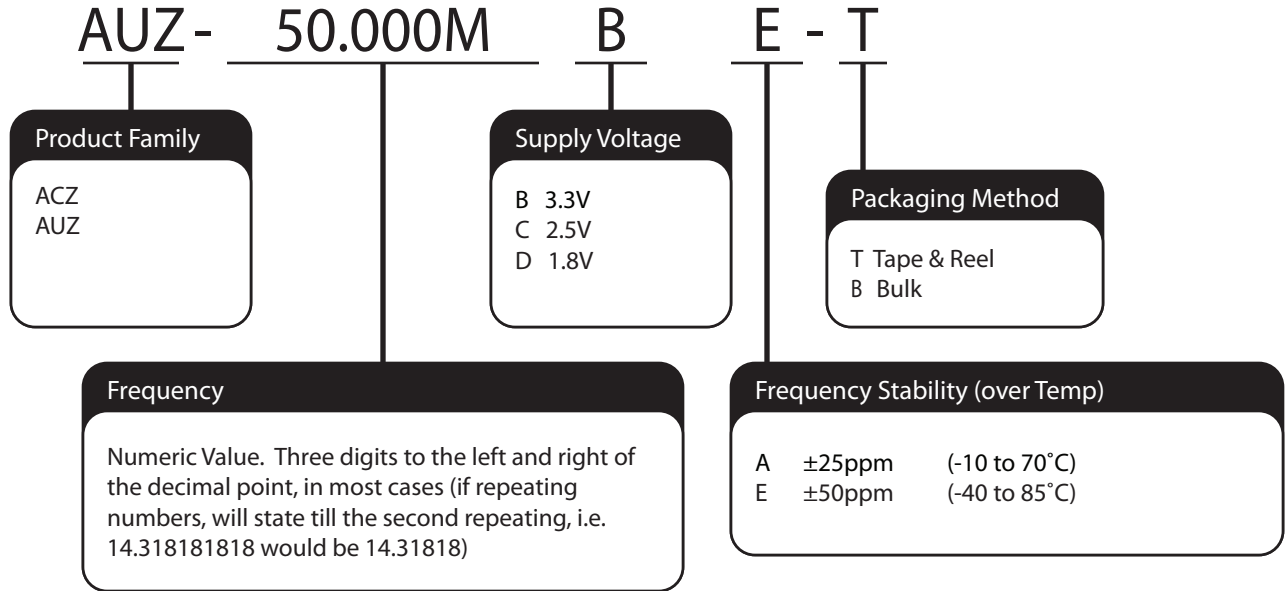 AUZ- 50.000M B E - T
Product Family
ACZ
AUZ
Supply Voltage
B 3.3V
C 2.5V
D 1.8V
Packaging Method
T Tape & Reel
B Bulk
Frequency
Numeric Value. Three digits to the left and right of
the decimal point, in most cases (if repeating
numbers, will state till the second repeating, i.e.
14.318181818 would be 14.31818)
Frequency Stability (over Temp)
A ±25ppm (-10 to 70˚C)
E ±50ppm (-40 to 85˚C)